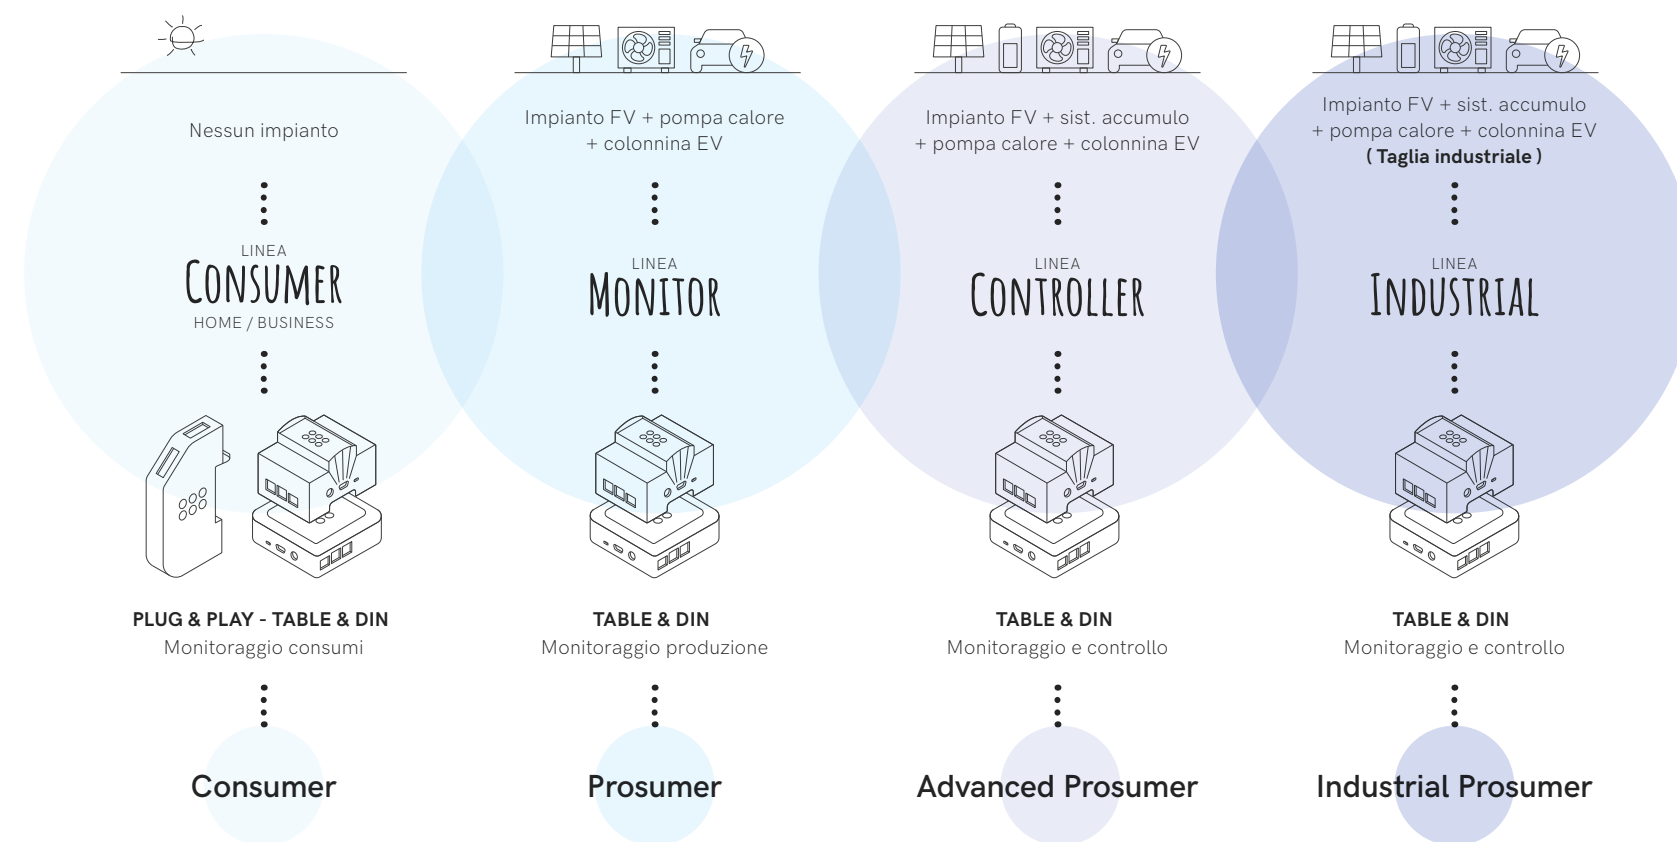 Nessun impianto
LINEA
CONSUMER
HOME / BUSINESS
PLUG & PLAY - TABLE & DIN
Monitoraggio consumi
Consumer
Impianto FV + pompa calore
+ colonnina EV
LINEA
MONITOR
TABLE & DIN
Monitoraggio produzione
Prosumer
Impianto FV + sist. accumulo
+ pompa calore + colonnina EV
LINEA
CONTROLLER
TABLE & DIN
Monitoraggio e controllo
Advanced Prosumer
Impianto FV + sist. accumulo
+ pompa calore + colonnina EV
( Taglia industriale )
LINEA
INDUSTRIAL
TABLE & DIN
Monitoraggio e controllo
Industrial Prosumer